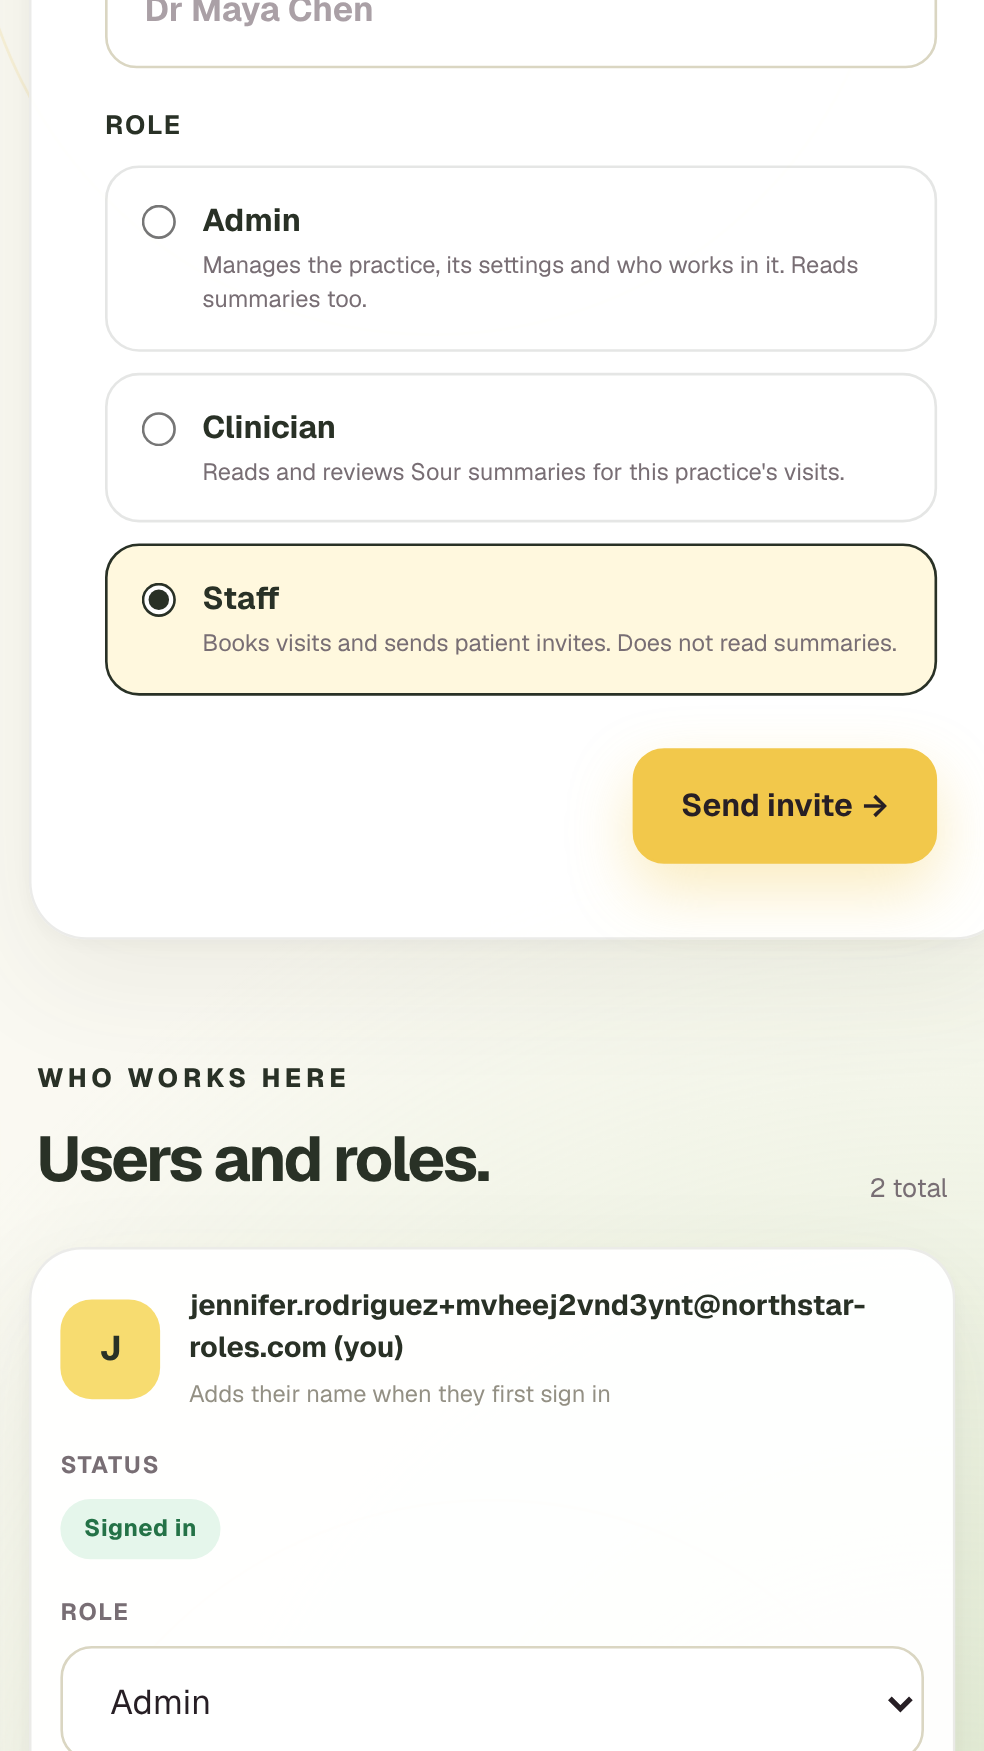 Dr Maya Chen
ROLE
Admin
Manages the practice, its settings and who works in it. Reads
summaries too.
Clinician
Reads and reviews Sour summaries for this practice's visits.
Staff
Books visits and sends patient invites. Does not read summaries.
Send invite →
WHO WORKS HERE
Users and roles.
2 total
J
jennifer.rodriguez+mvheej2vnd3ynt@northstar-
roles.com (you)
Adds their name when they first sign in
STATUS
Signed in
ROLE
Admin